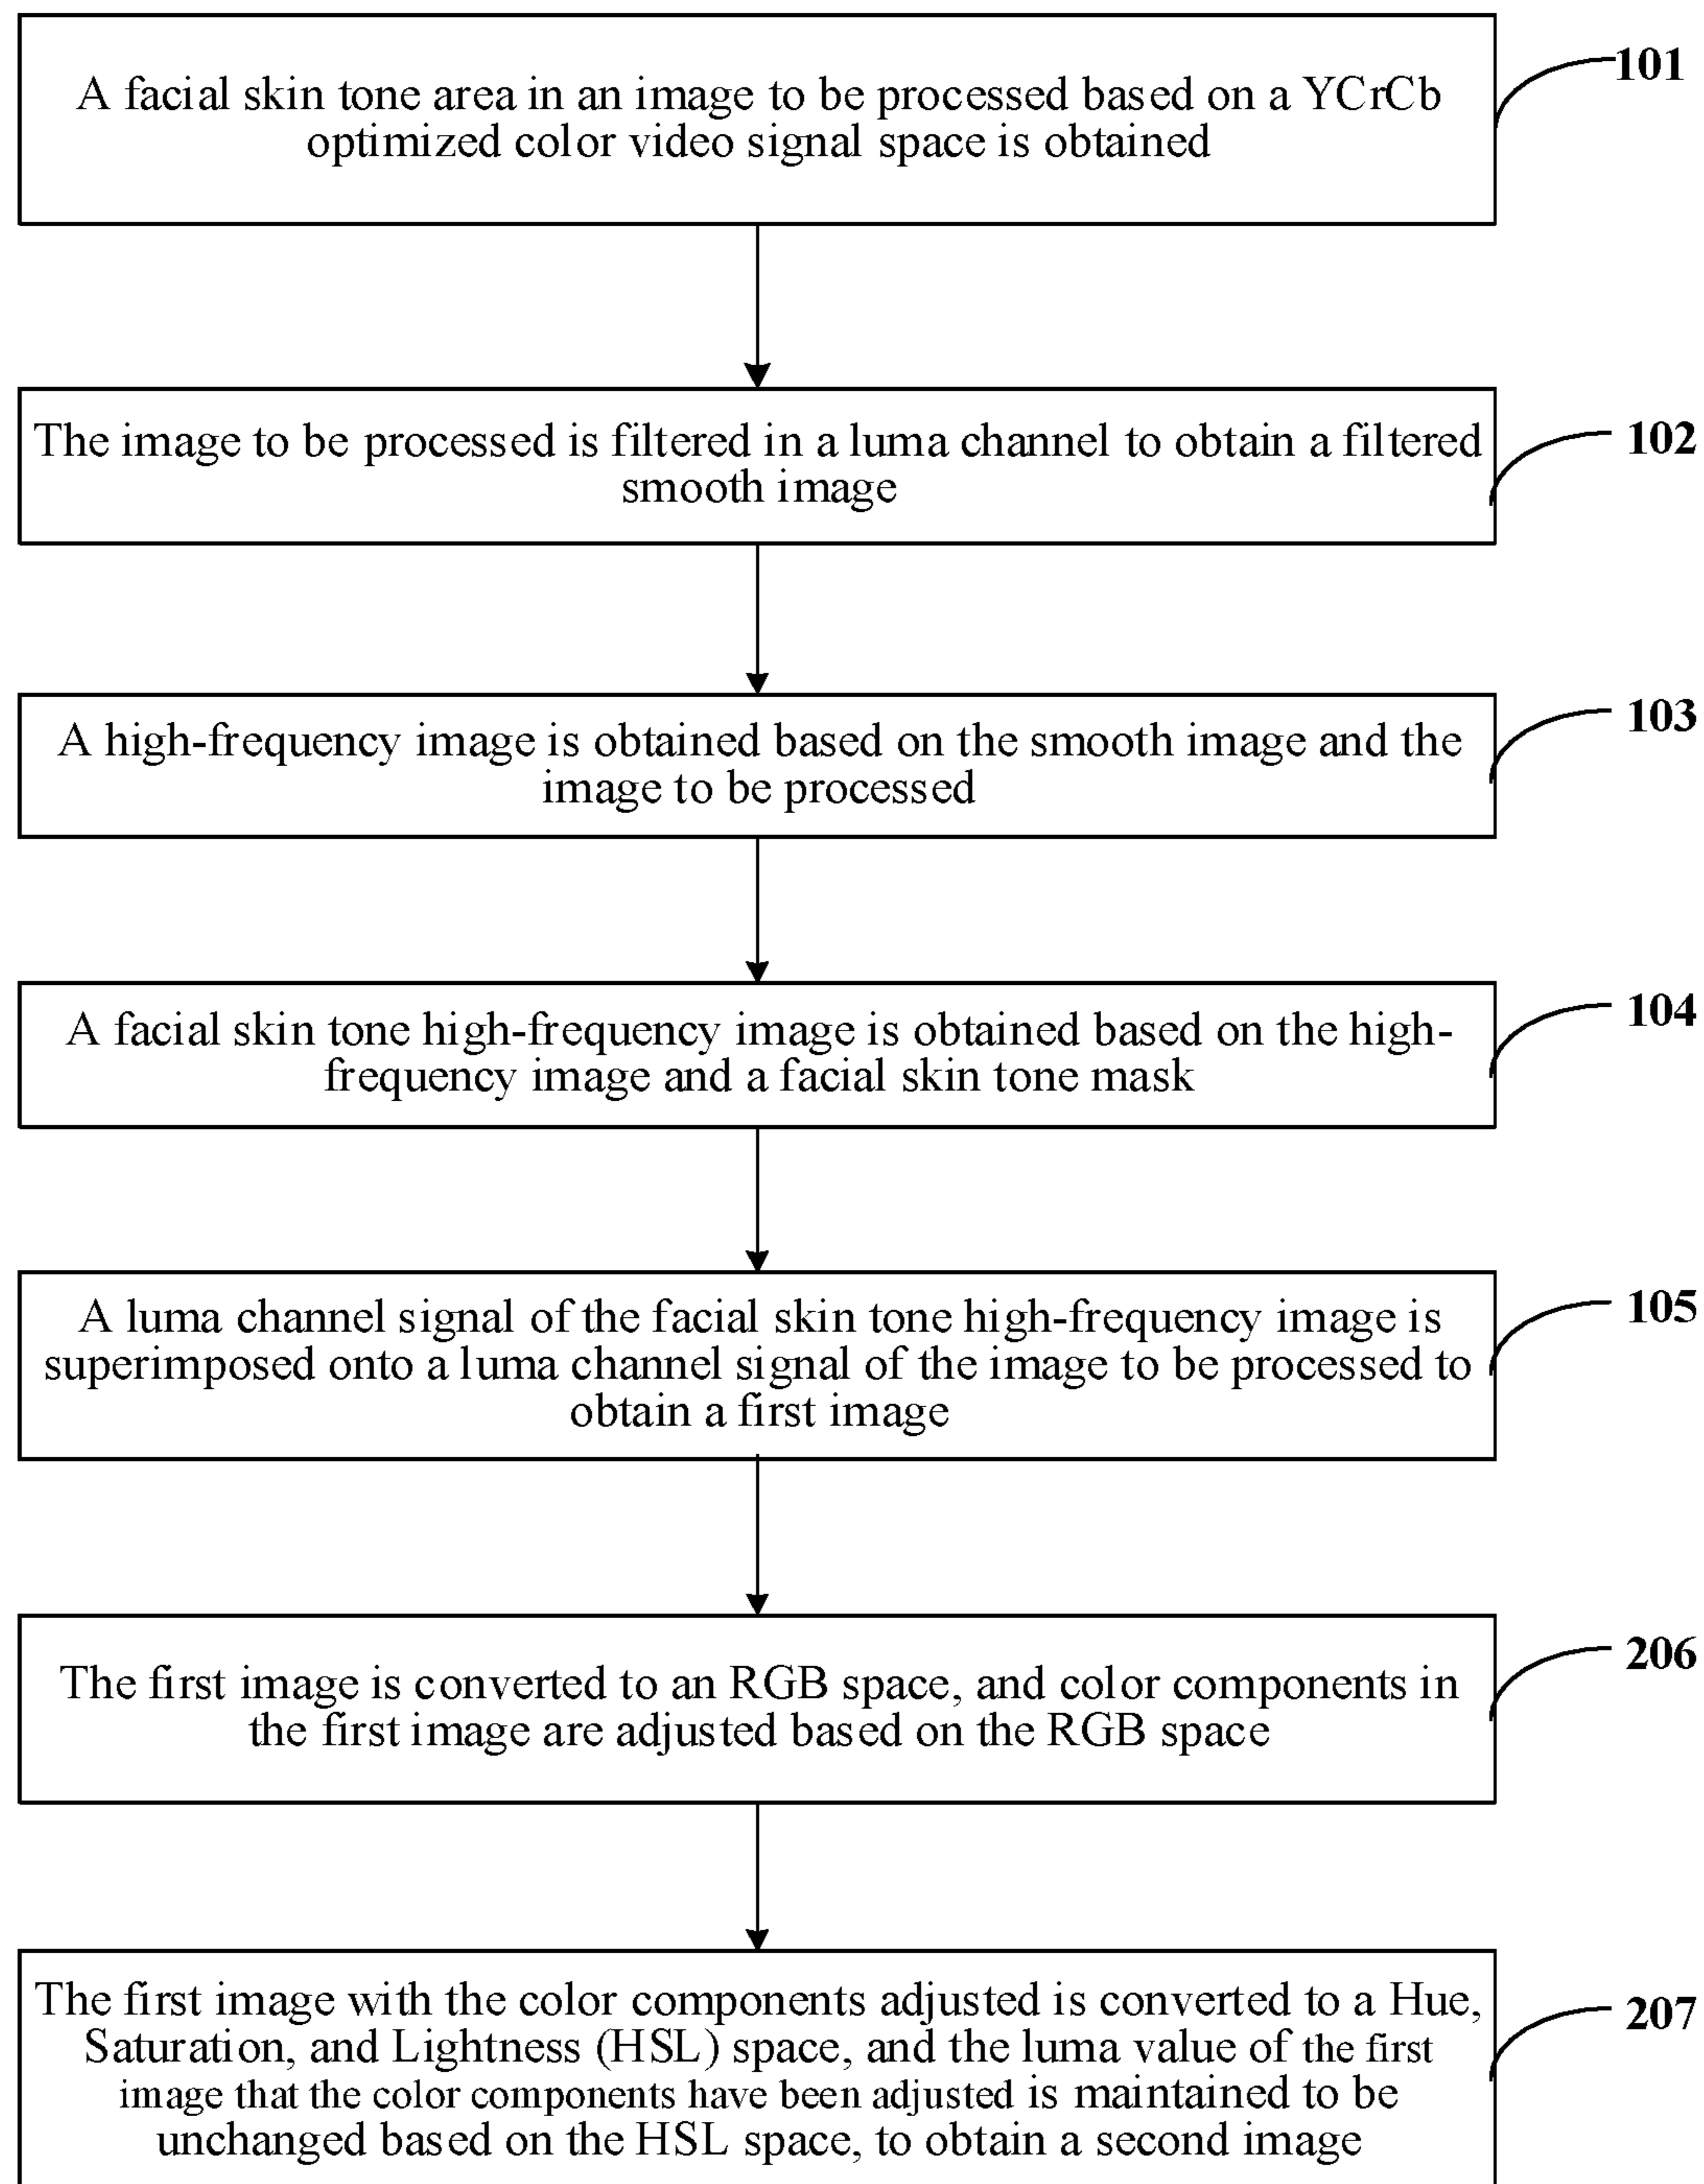 A facial skin tone area in an image to be processed based on a YCrCb
optimized color video signal space is obtained
101
The image to be processed is filtered in a luma channel to obtain a filtered
smooth image
102
A high-frequency image is obtained based on the smooth image and the
image to be processed
103
A facial skin tone high-frequency image is obtained based on the high-
frequency image and a facial skin tone mask
104
A luma channel signal of the facial skin tone high-frequency image is
superimposed onto a luma channel signal of the image to be processed to
obtain a first image
105
The first image is converted to an RGB space, and color components in
the first image are adjusted based on the RGB space
206
The first image with the color components adjusted is converted to a Hue,
Saturation, and Lightness (HSL) space, and the luma value of the first
image that the color components have been adjusted is maintained to be
unchanged based on the HSL space, to obtain a second image
207